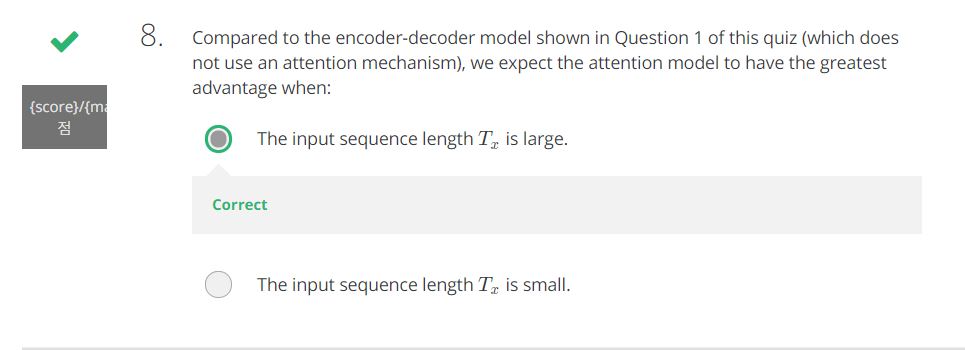 8. Compared to the encoder-decoder model shown in Question 1 of this quiz (which does
not use an attention mechanism), we expect the attention model to have the greatest
advantage when:
{score}/{ma
점
The input sequence length Tₓ is large.
Correct
The input sequence length Tₓ is small.